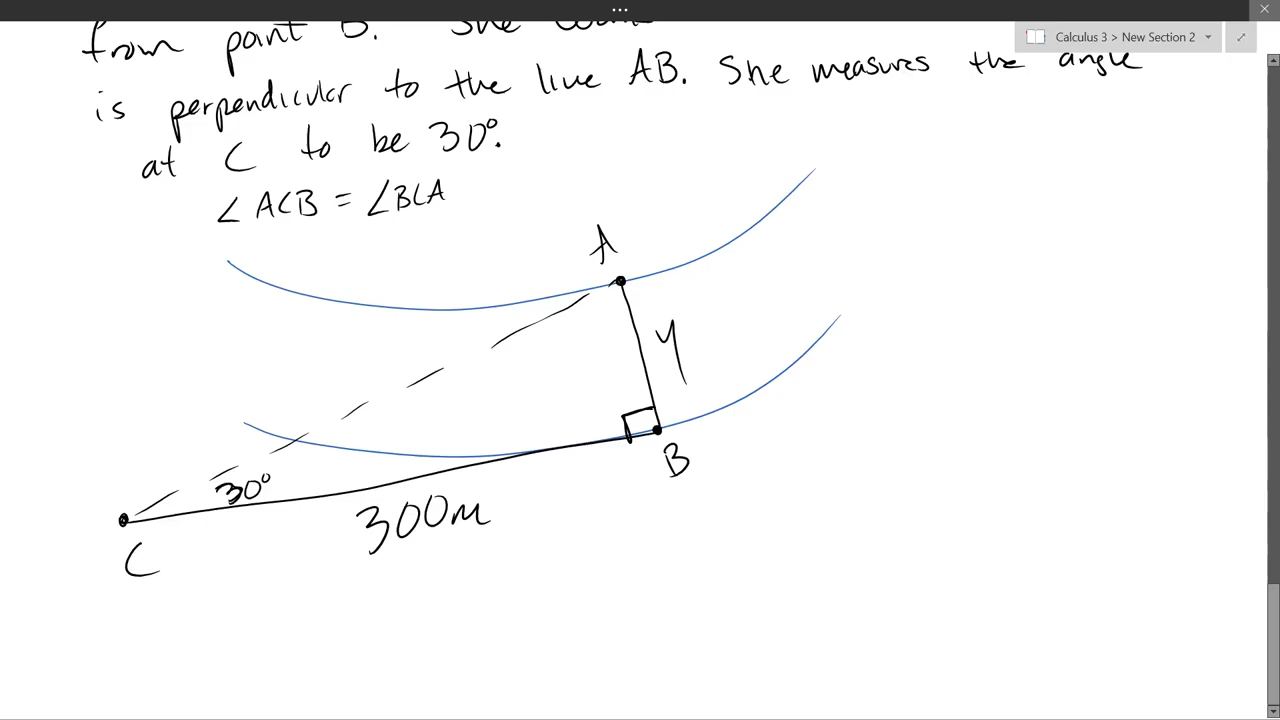 Calculus 3 > New Section 2
from point B. She
is perpendicular to the line AB. She measures the angle
at C to be 30°.
∠ACB = ∠BCA
A
y
B
30°
300m
C